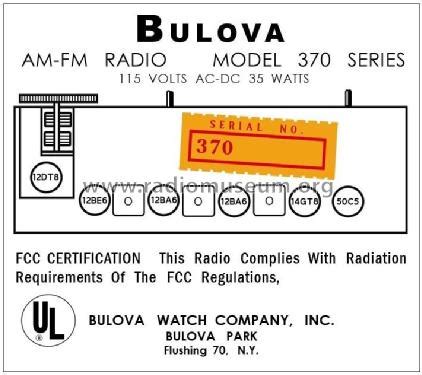 BULOVA
AM-FM RADIO MODEL 370 SERIES
115 VOLTS AC-DC 35 WATTS
SERIAL NO.
370
12DT8
www.radiomuseum.org
12BE6 O 12BA6 O 12BA6 O 14GT8 50C5
FCC CERTIFICATION This Radio Complies With Radiation
Requirements Of The FCC Regulations,
UL
BULOVA WATCH COMPANY, INC.
BULOVA PARK
Flushing 70, N.Y.